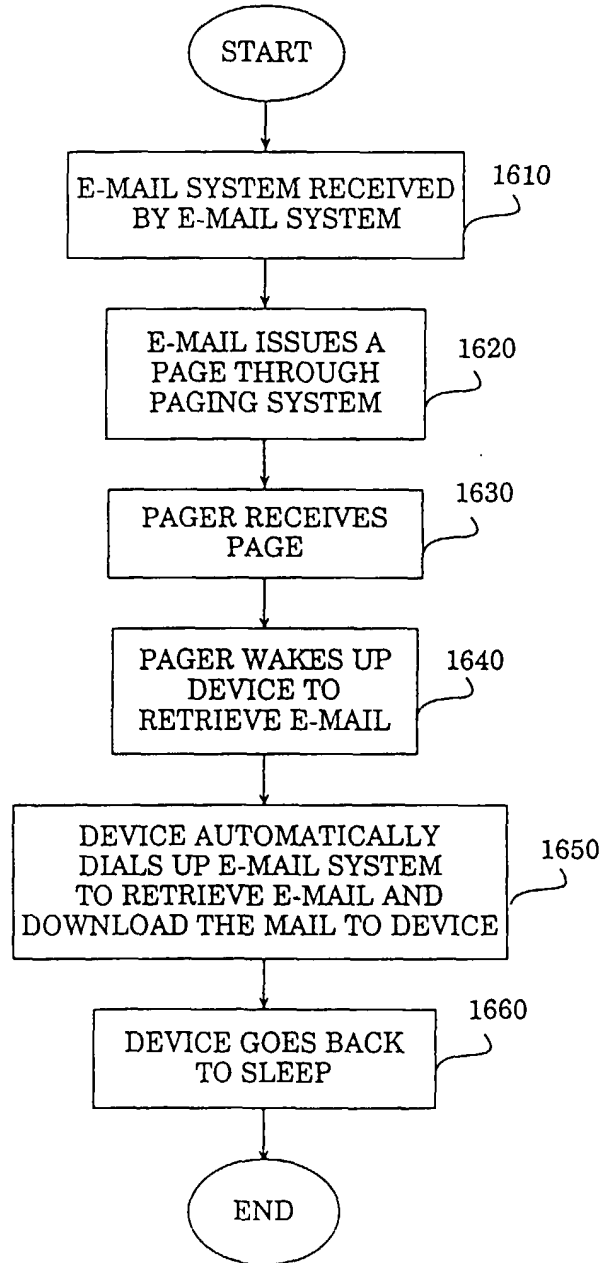 START
E-MAIL SYSTEM RECEIVED
BY E-MAIL SYSTEM
1610
E-MAIL ISSUES A
PAGE THROUGH
PAGING SYSTEM
1620
PAGER RECEIVES
PAGE
1630
PAGER WAKES UP
DEVICE TO
RETRIEVE E-MAIL
1640
DEVICE AUTOMATICALLY
DIALS UP E-MAIL SYSTEM
TO RETRIEVE E-MAIL AND
DOWNLOAD THE MAIL TO DEVICE
1650
DEVICE GOES BACK
TO SLEEP
1660
END